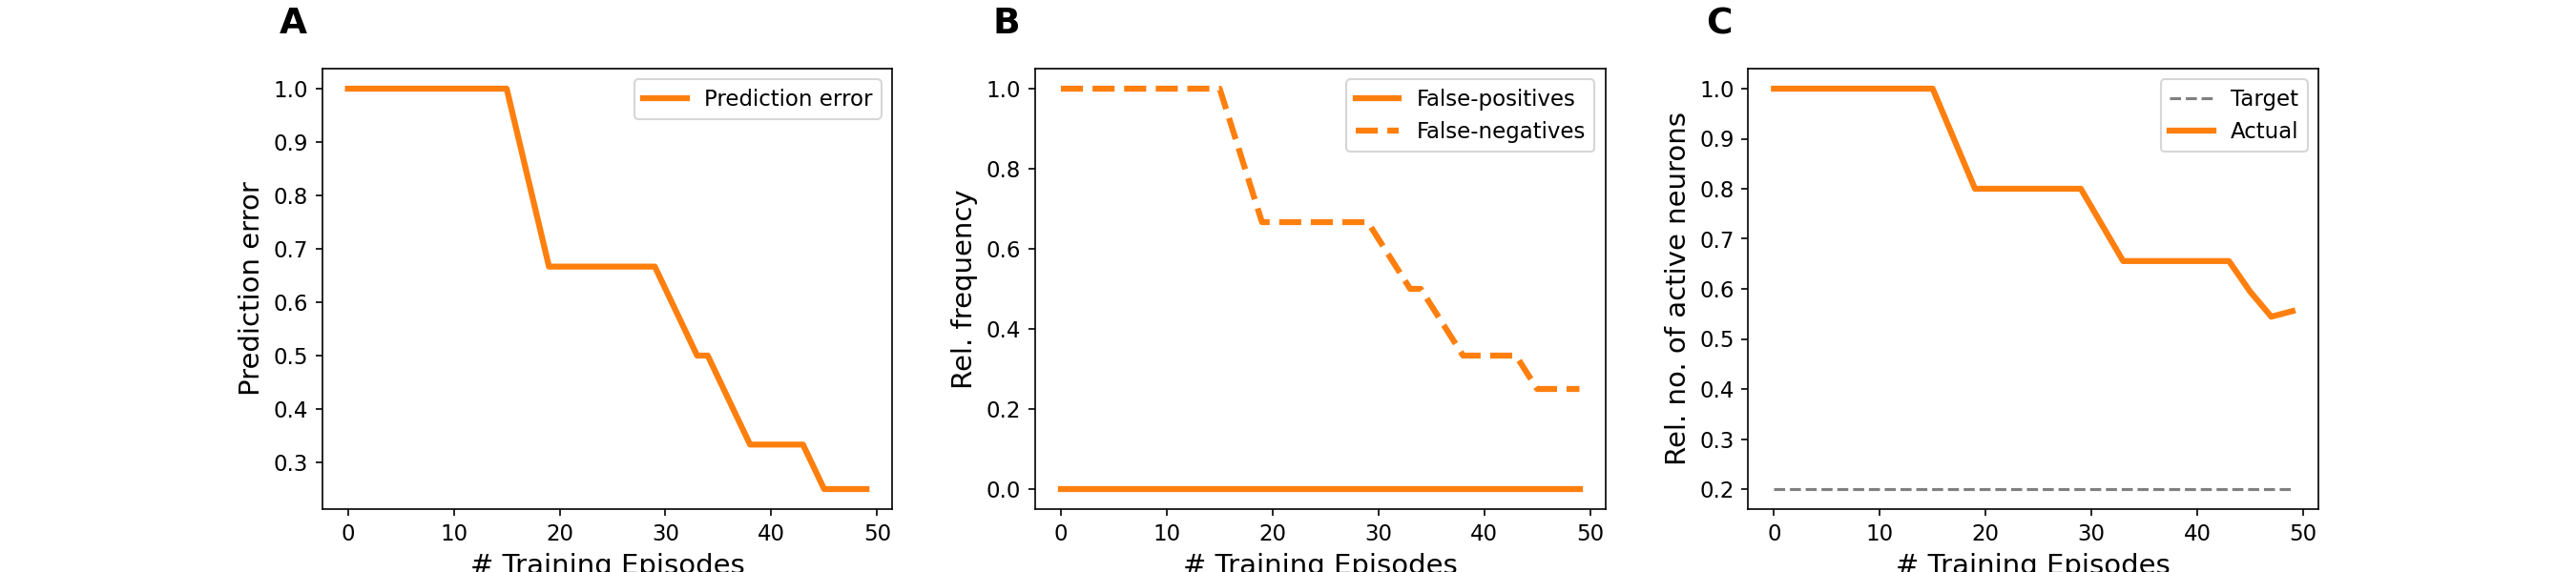 A
Prediction error
1.0
0.9
0.8
0.7
0.6
0.5
0.4
0.3
Prediction error
0
10
20
30
40
50
# Training Episodes
B
False-positives
False-negatives
1.0
0.8
0.6
0.4
0.2
0.0
Rel. frequency
0
10
20
30
40
50
# Training Episodes
C
Target
Actual
1.0
0.9
0.8
0.7
0.6
0.5
0.4
0.3
0.2
Rel. no. of active neurons
0
10
20
30
40
50
# Training Episodes